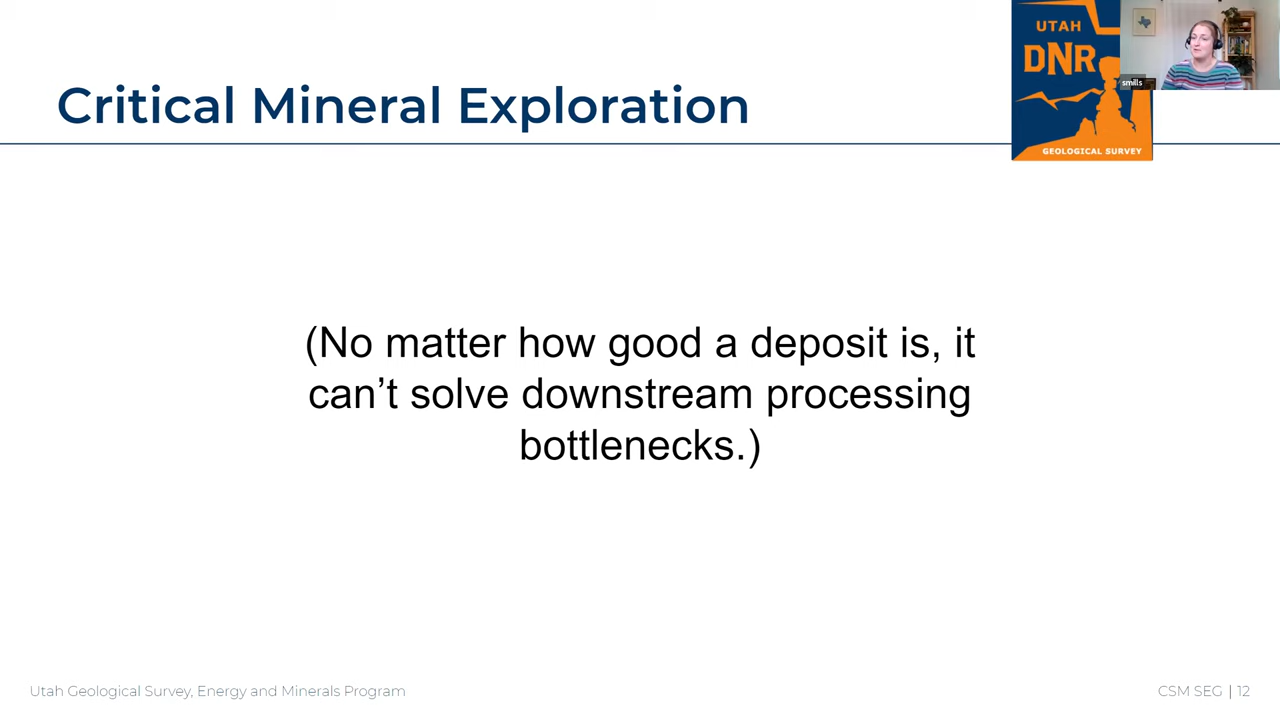 UTAH
DNR
GEOLOGICAL SURVEY
smills
Critical Mineral Exploration
(No matter how good a deposit is, it
can’t solve downstream processing
bottlenecks.)
Utah Geological Survey, Energy and Minerals Program
CSM SEG | 12